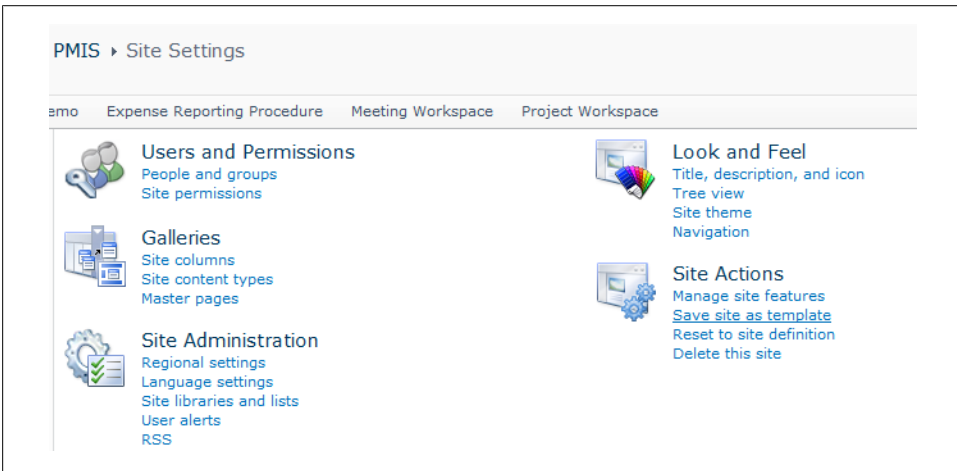 PMIS ▸ Site Settings
emo Expense Reporting Procedure Meeting Workspace Project Workspace
Users and Permissions
People and groups
Site permissions
Galleries
Site columns
Site content types
Master pages
Site Administration
Regional settings
Language settings
Site libraries and lists
User alerts
RSS
Look and Feel
Title, description, and icon
Tree view
Site theme
Navigation
Site Actions
Manage site features
Save site as template
Reset to site definition
Delete this site